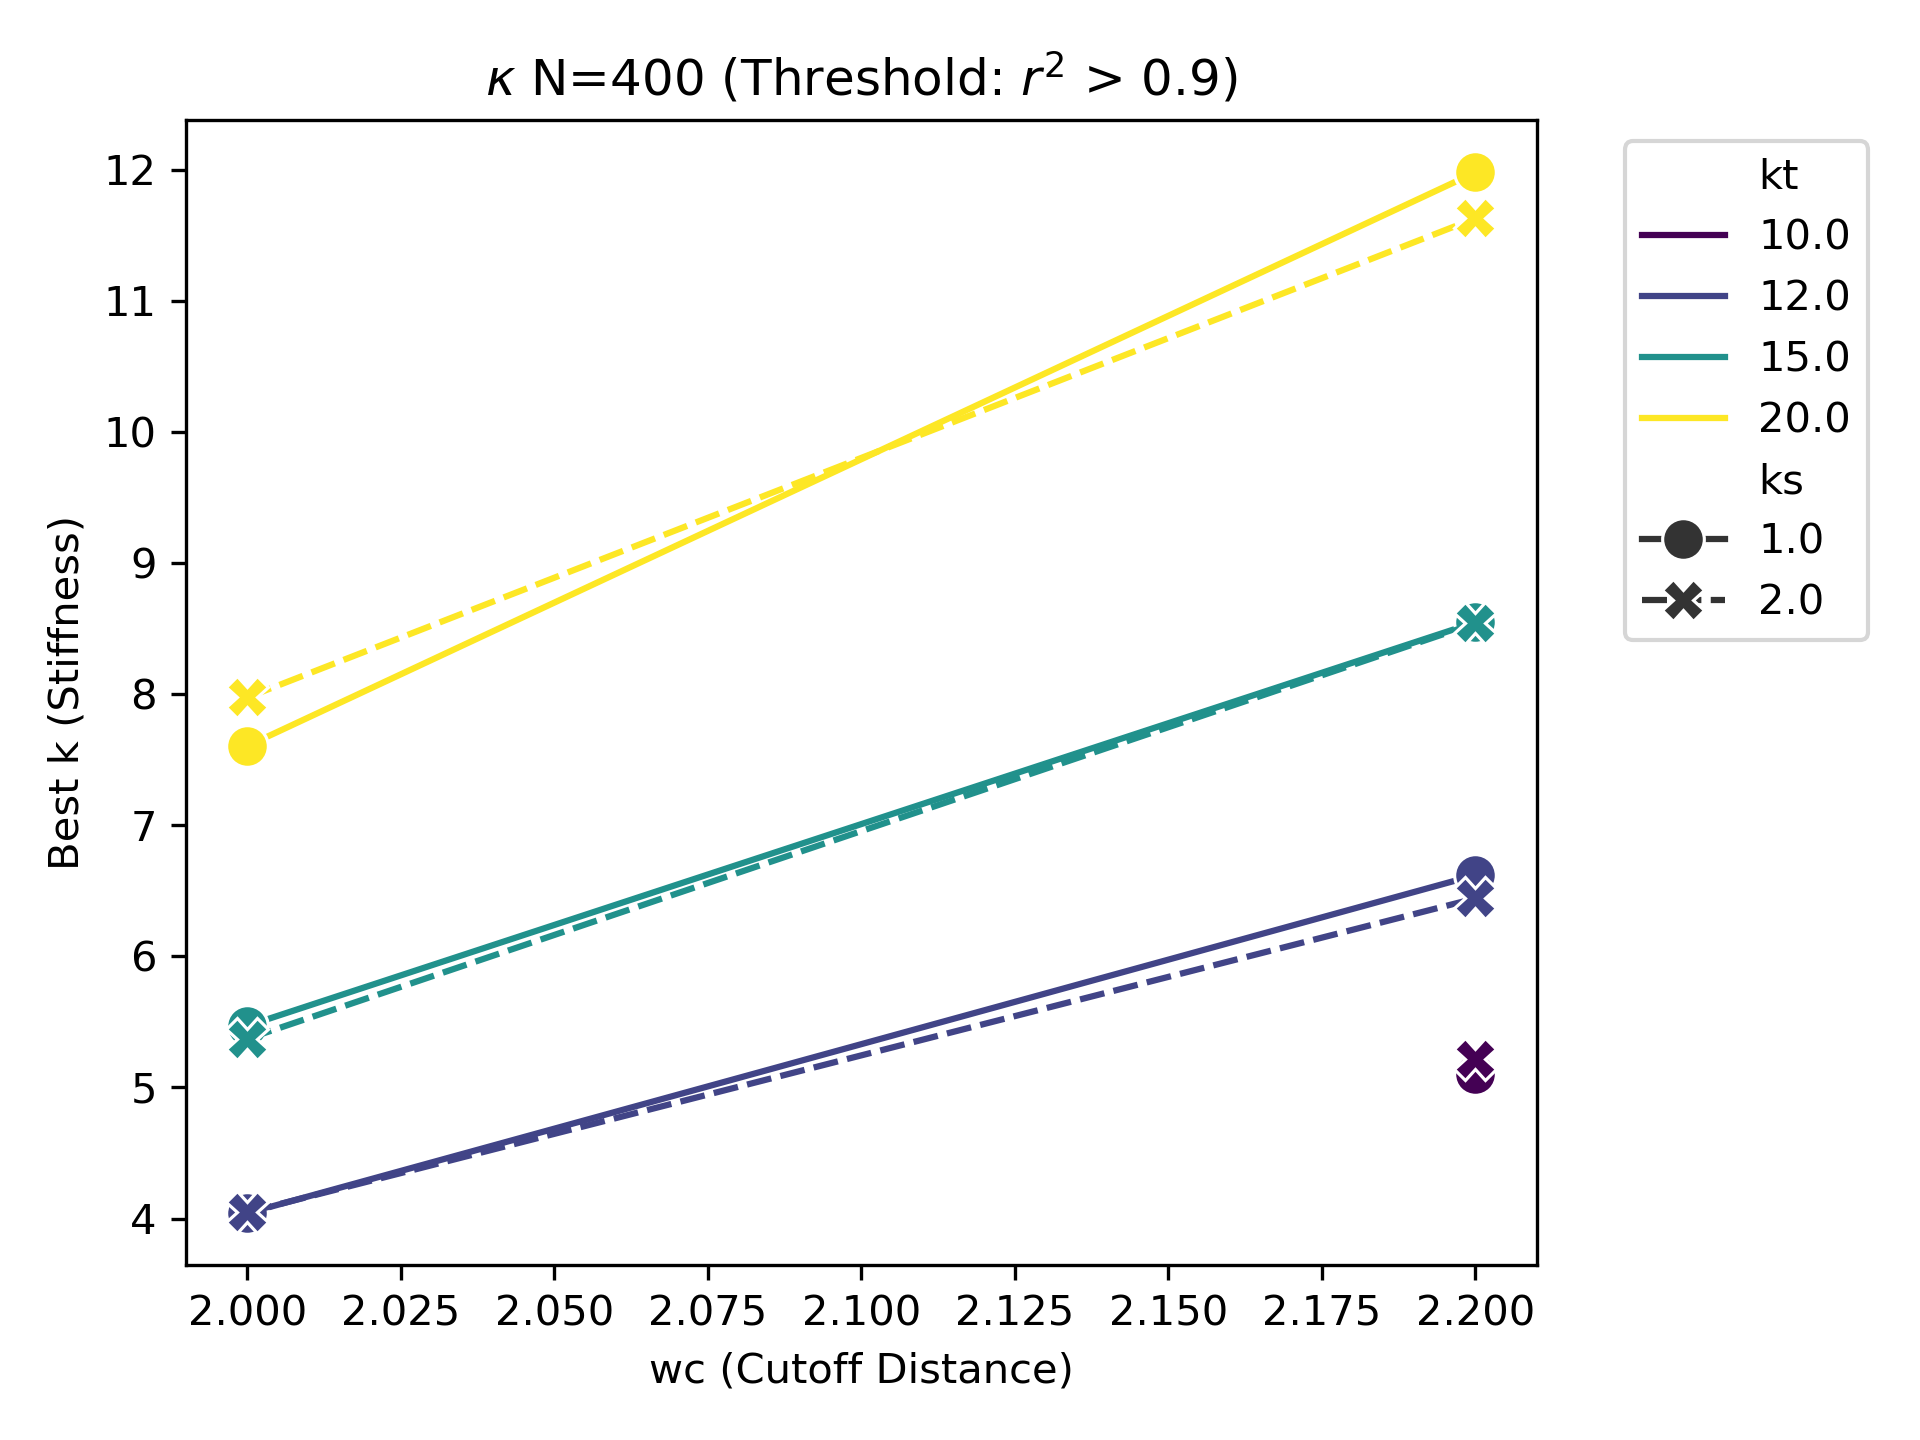 κ N=400 (Threshold: r² > 0.9)
Best k (Stiffness)
12
11
10
9
8
7
6
5
4
2.000 2.025 2.050 2.075 2.100 2.125 2.150 2.175 2.200
wc (Cutoff Distance)
kt
10.0
12.0
15.0
20.0
ks
1.0
2.0